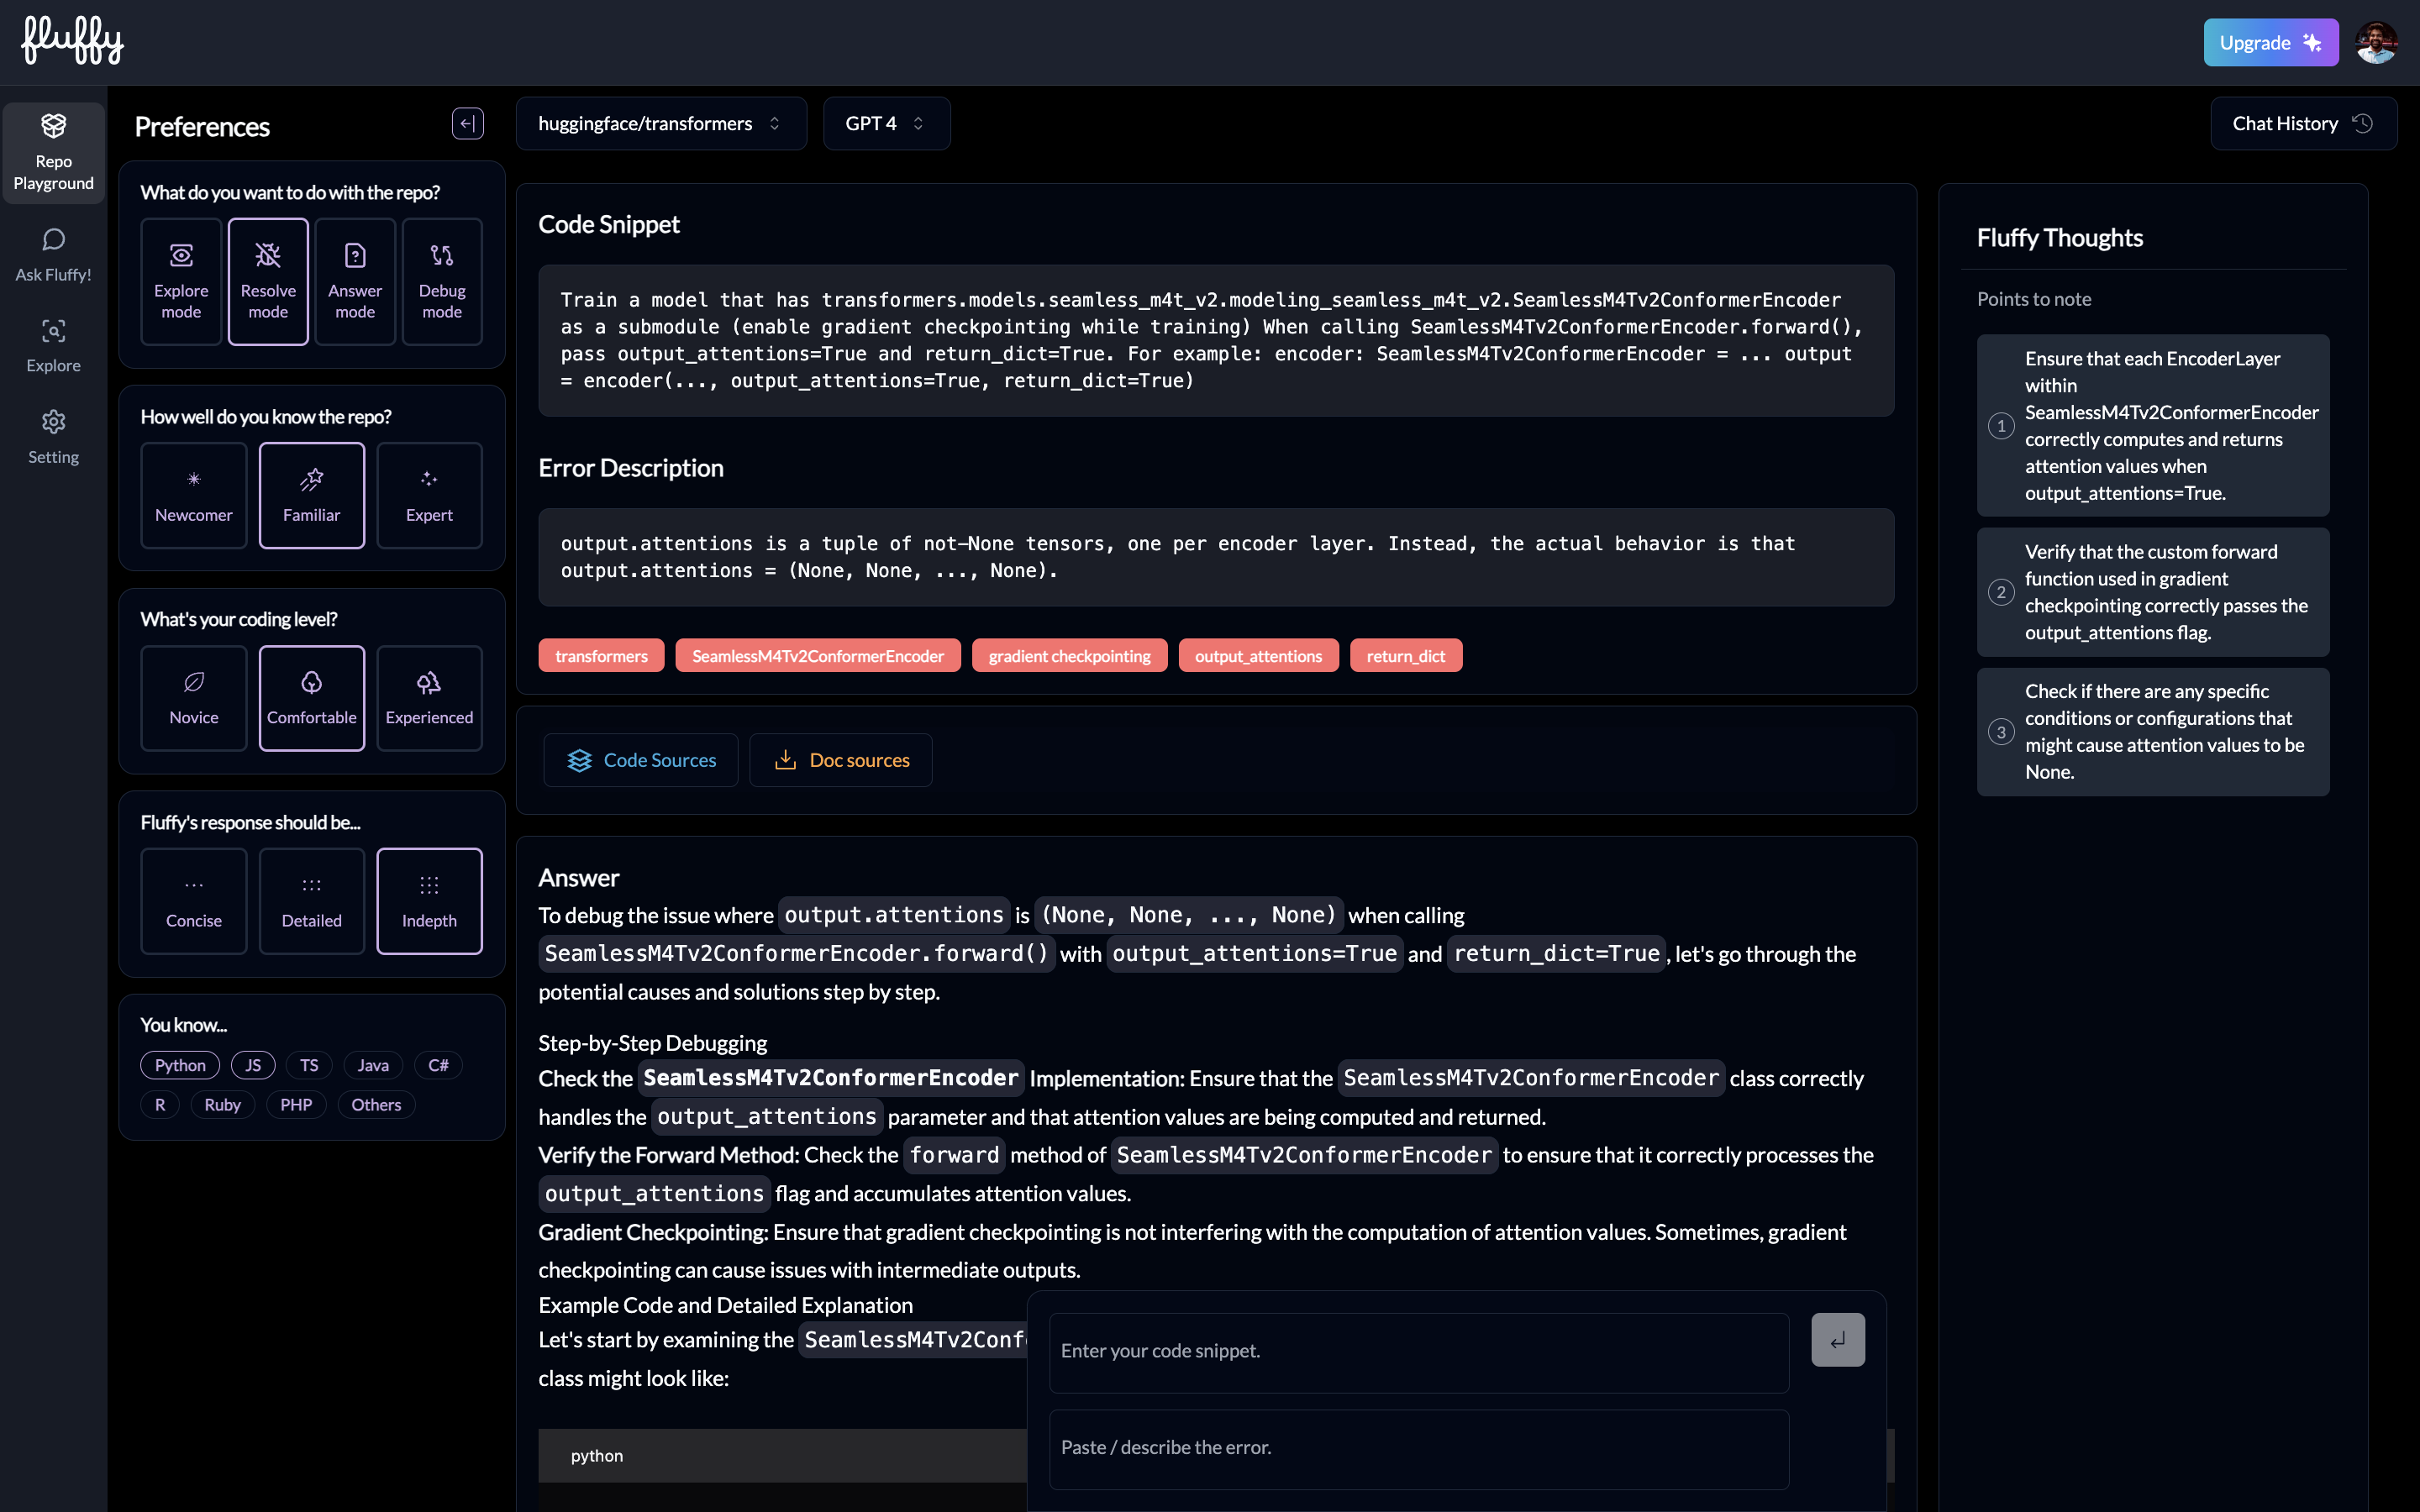 fluffy
Upgrade
Repo
Playground
Ask Fluffy!
Explore
Setting
Preferences
What do you want to do with the repo?
Explore mode
Resolve mode
Answer mode
Debug mode
How well do you know the repo?
Newcomer
Familiar
Expert
What's your coding level?
Novice
Comfortable
Experienced
Fluffy's response should be...
Concise
Detailed
Indepth
You know...
Python JS TS Java C#
R Ruby PHP Others
huggingface/transformers
GPT 4
Chat History
Code Snippet
Train a model that has transformers.models.seamless_m4t_v2.modeling_seamless_m4t_v2.SeamlessM4Tv2ConformerEncoder
as a submodule (enable gradient checkpointing while training) When calling SeamlessM4Tv2ConformerEncoder.forward(),
pass output_attentions=True and return_dict=True. For example: encoder: SeamlessM4Tv2ConformerEncoder = ... output
= encoder(..., output_attentions=True, return_dict=True)
Error Description
output.attentions is a tuple of not-None tensors, one per encoder layer. Instead, the actual behavior is that
output.attentions = (None, None, ..., None).
transformers SeamlessM4Tv2ConformerEncoder gradient checkpointing output_attentions return_dict
Code Sources
Doc sources
Answer
To debug the issue where output.attentions is (None, None, ..., None) when calling
SeamlessM4Tv2ConformerEncoder.forward() with output_attentions=True and return_dict=True, let's go through the
potential causes and solutions step by step.
Step-by-Step Debugging
Check the SeamlessM4Tv2ConformerEncoder Implementation: Ensure that the SeamlessM4Tv2ConformerEncoder class correctly
handles the output_attentions parameter and that attention values are being computed and returned.
Verify the Forward Method: Check the forward method of SeamlessM4Tv2ConformerEncoder to ensure that it correctly processes the
output_attentions flag and accumulates attention values.
Gradient Checkpointing: Ensure that gradient checkpointing is not interfering with the computation of attention values. Sometimes, gradient
checkpointing can cause issues with intermediate outputs.
Example Code and Detailed Explanation
Let's start by examining the SeamlessM4Tv2Conf
class might look like:
python
Enter your code snippet.
Paste / describe the error.
Fluffy Thoughts
Points to note
1
Ensure that each EncoderLayer
within
SeamlessM4Tv2ConformerEncoder
correctly computes and returns
attention values when
output_attentions=True.
2
Verify that the custom forward
function used in gradient
checkpointing correctly passes the
output_attentions flag.
3
Check if there are any specific
conditions or configurations that
might cause attention values to be
None.